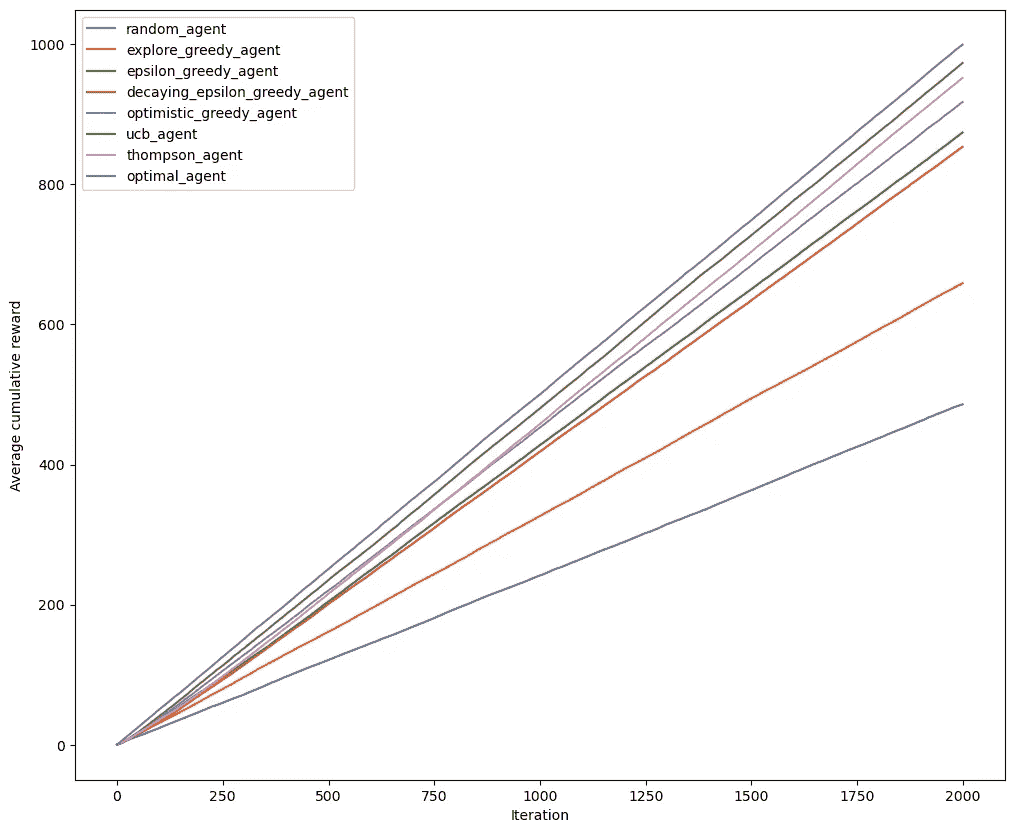 random_agent
explore_greedy_agent
epsilon_greedy_agent
decaying_epsilon_greedy_agent
optimistic_greedy_agent
ucb_agent
thompson_agent
optimal_agent
1000
800
600
400
200
0
Average cumulative reward
0 250 500 750 1000 1250 1500 1750 2000
Iteration